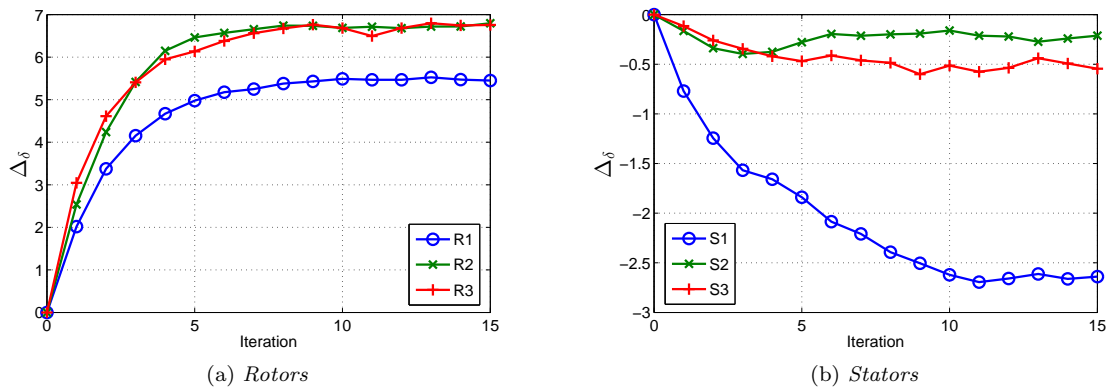 7
6
5
4
3
2
1
0
Δδ
0
5
10
15
Iteration
R1
R2
R3
(a) Rotors
−0
−0.5
−1
−1.5
−2
−2.5
−3
Δδ
0
5
10
15
Iteration
S1
S2
S3
(b) Stators